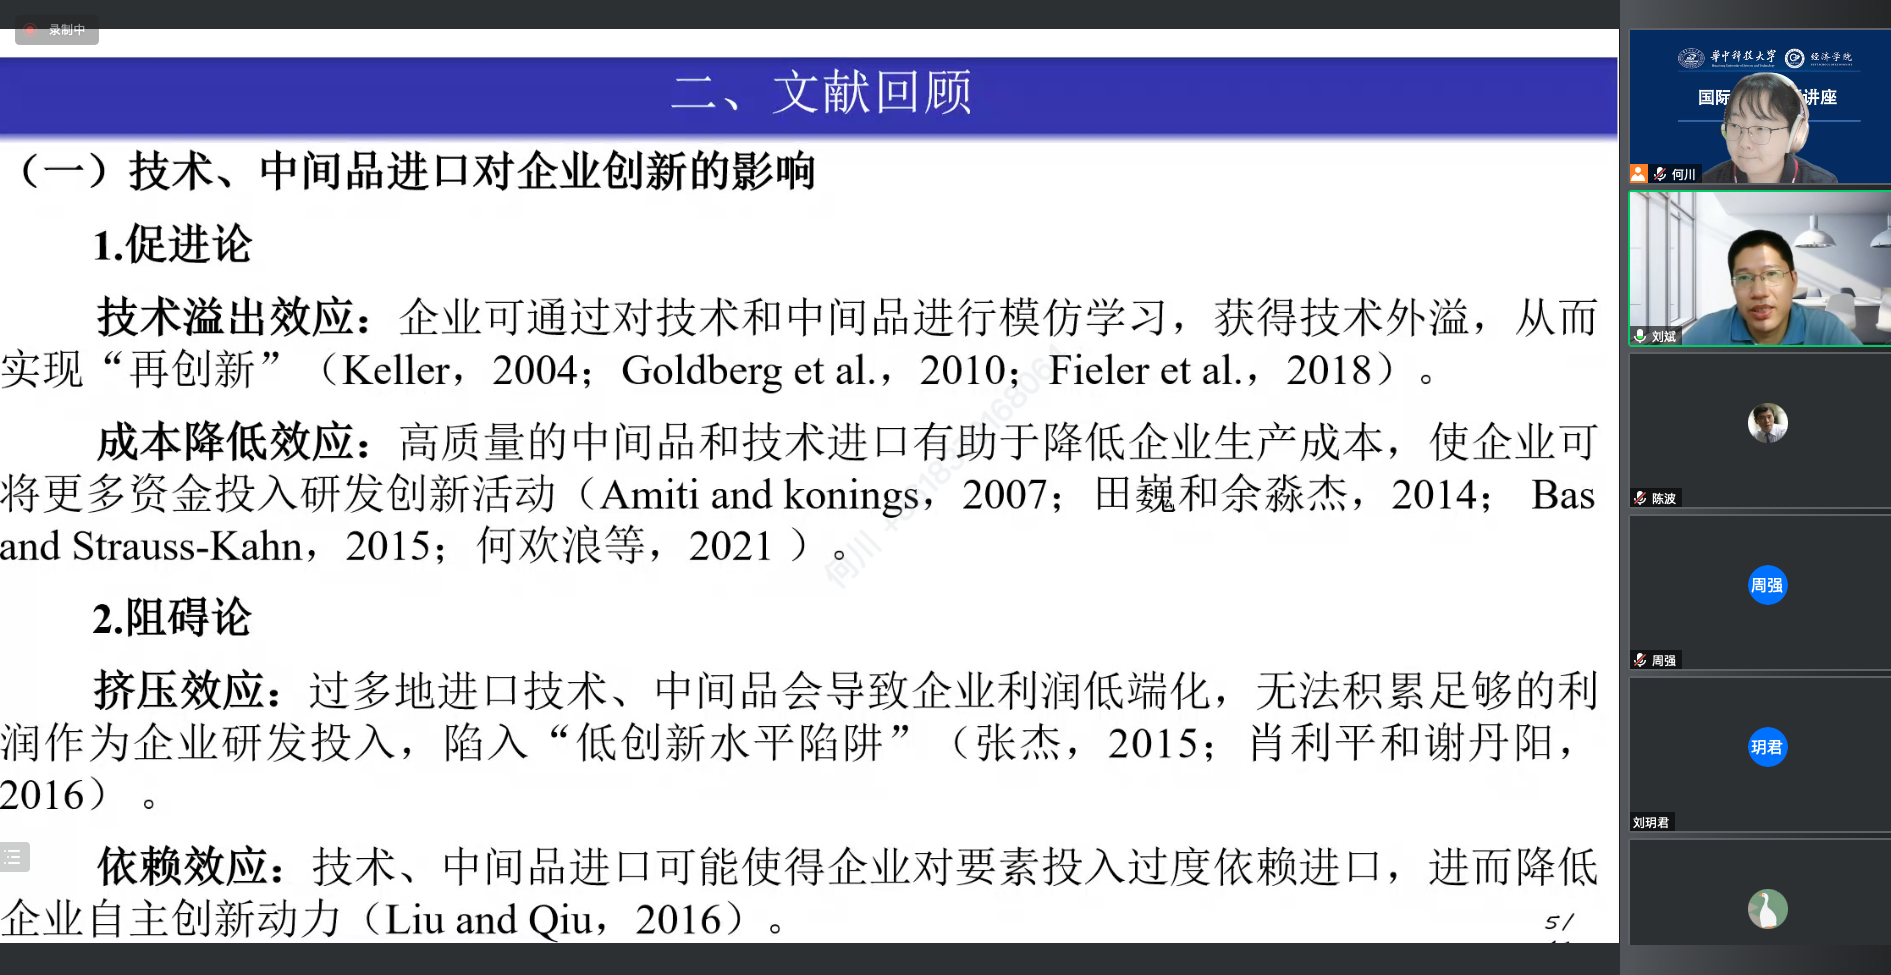 录制中
二、文献回顾
（一）技术、中间品进口对企业创新的影响
1.促进论
技术溢出效应：企业可通过对技术和中间品进行模仿学习，获得技术外溢，从而
实现“再创新”（Keller，2004；Goldberg et al.，2010；Fieler et al.，2018）。
成本降低效应：高质量的中间品和技术进口有助于降低企业生产成本，使企业可
将更多资金投入研发创新活动（Amiti and konings，2007；田巍和余淼杰，2014； Bas
and Strauss-Kahn，2015；何欢浪等，2021 ）。
2.阻碍论
挤压效应：过多地进口技术、中间品会导致企业利润低端化，无法积累足够的利
润作为企业研发投入，陷入“低创新水平陷阱”（张杰，2015；肖利平和谢丹阳，
2016） 。
依赖效应：技术、中间品进口可能使得企业对要素投入过度依赖进口，进而降低
企业自主创新动力（Liu and Qiu，2016）。
5/
华中科技大学 经济学院
国际 讲座
何川
刘斌
陈波
周强
周强
玥君
刘玥君